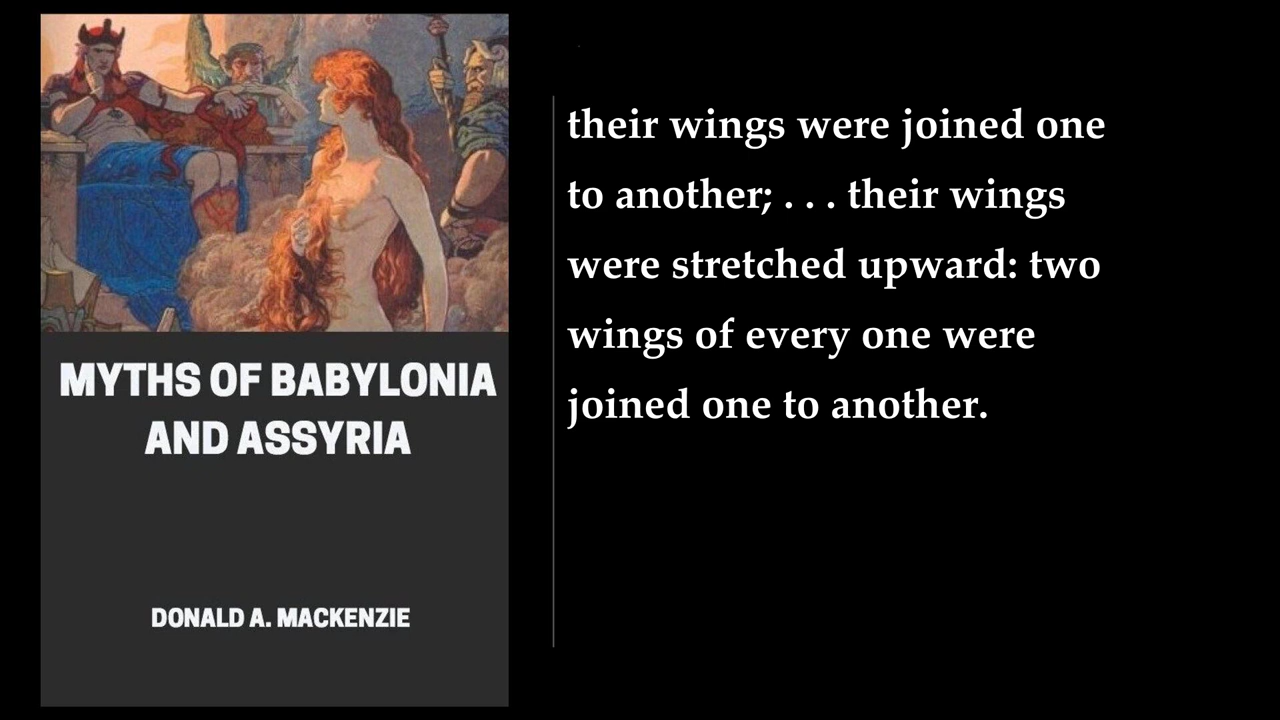 MYTHS OF BABYLONIA
AND ASSYRIA
DONALD A. MACKENZIE
their wings were joined one
to another; . . . their wings
were stretched upward: two
wings of every one were
joined one to another.